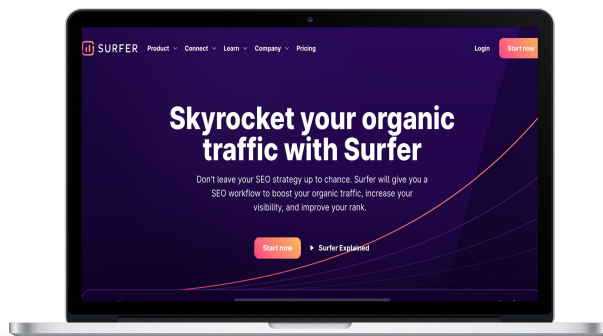 SURFER Product Connect Learn Company Pricing Login Start now
Skyrocket your organic
traffic with Surfer
Don't leave your SEO strategy up to chance. Surfer will give you a
SEO workflow to boost your organic traffic, increase your
visibility, and improve your rank.
Start now Surfer Explained